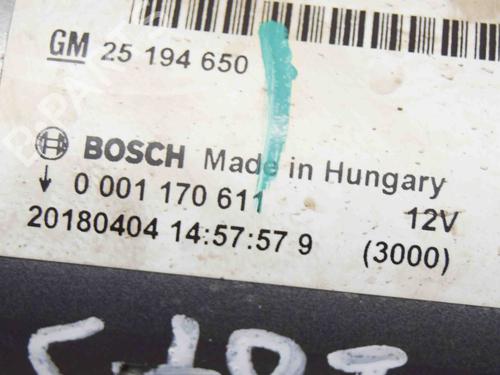 GM 25 194 650
BOSCH Made in Hungary
0 001 170 611 12V
20180404 14:57:57 9 (3000)